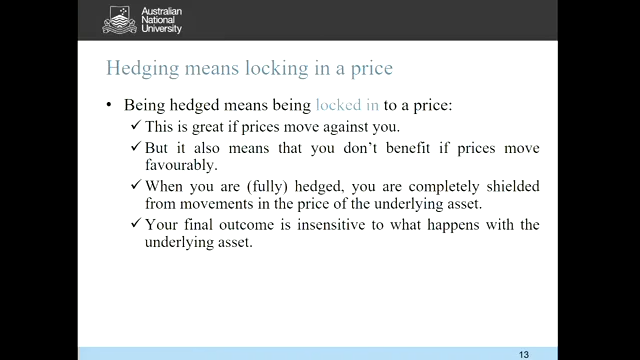 Australian
National
University
Hedging means locking in a price
• Being hedged means being locked in to a price:
✓ This is great if prices move against you.
✓ But it also means that you don't benefit if prices move
favourably.
✓ When you are (fully) hedged, you are completely shielded
from movements in the price of the underlying asset.
✓ Your final outcome is insensitive to what happens with the
underlying asset.
13